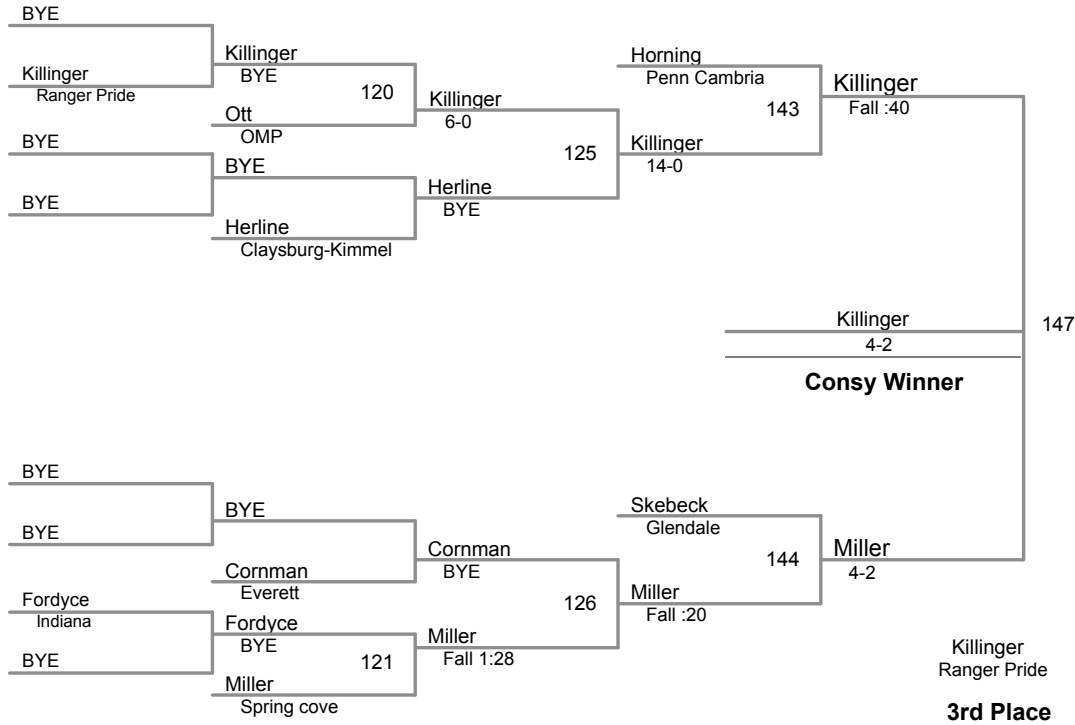 BYE
Killinger
Ranger Pride
BYE
BYE
Killinger
BYE
120
Ott
OMP
BYE
Herline
Claysburg-Kimmel
Killinger
6-0
125
Herline
BYE
Horning
Penn Cambria
143
Killinger
14-0
Killinger
Fall :40
Killinger
4-2
Consy Winner
147
BYE
BYE
Fordyce
Indiana
BYE
BYE
Cornman
Everett
Fordyce
BYE
121
Miller
Spring cove
Cornman
BYE
126
Miller
Fall 1:28
Skebeck
Glendale
144
Miller
Fall :20
Miller
4-2
Killinger
Ranger Pride
3rd Place